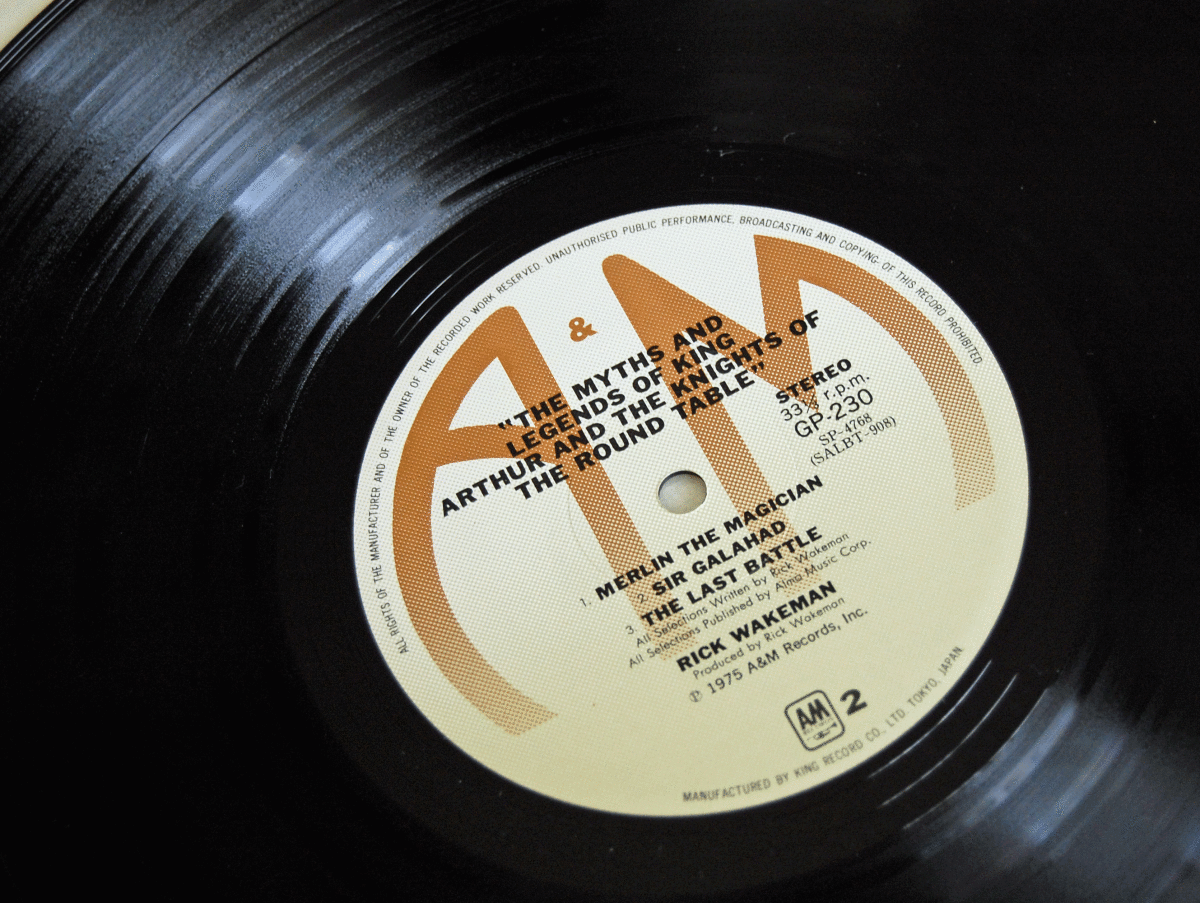 ALL RIGHTS OF THE MANUFACTURER AND OF THE OWNER OF THE RECORDED WORK RESERVED. UNAUTHORISED PUBLIC PERFORMANCE, BROADCASTING AND COPYING OF THIS RECORD PROHIBITED
A&M
"THE MYTHS AND
LEGENDS OF KING
ARTHUR AND THE KNIGHTS OF
THE ROUND TABLE"
STEREO
33⅓ r.p.m.
GP-230
SP-4768
(SALBT-908)
1. MERLIN THE MAGICIAN
2. SIR GALAHAD
3. THE LAST BATTLE
All Selections Written by Rick Wakeman
All Selections Published by Alma Music Corp.
RICK WAKEMAN
Produced by Rick Wakeman
℗ 1975 A&M Records, Inc.
A&M
2
MANUFACTURED BY KING RECORD CO., LTD. TOKYO, JAPAN